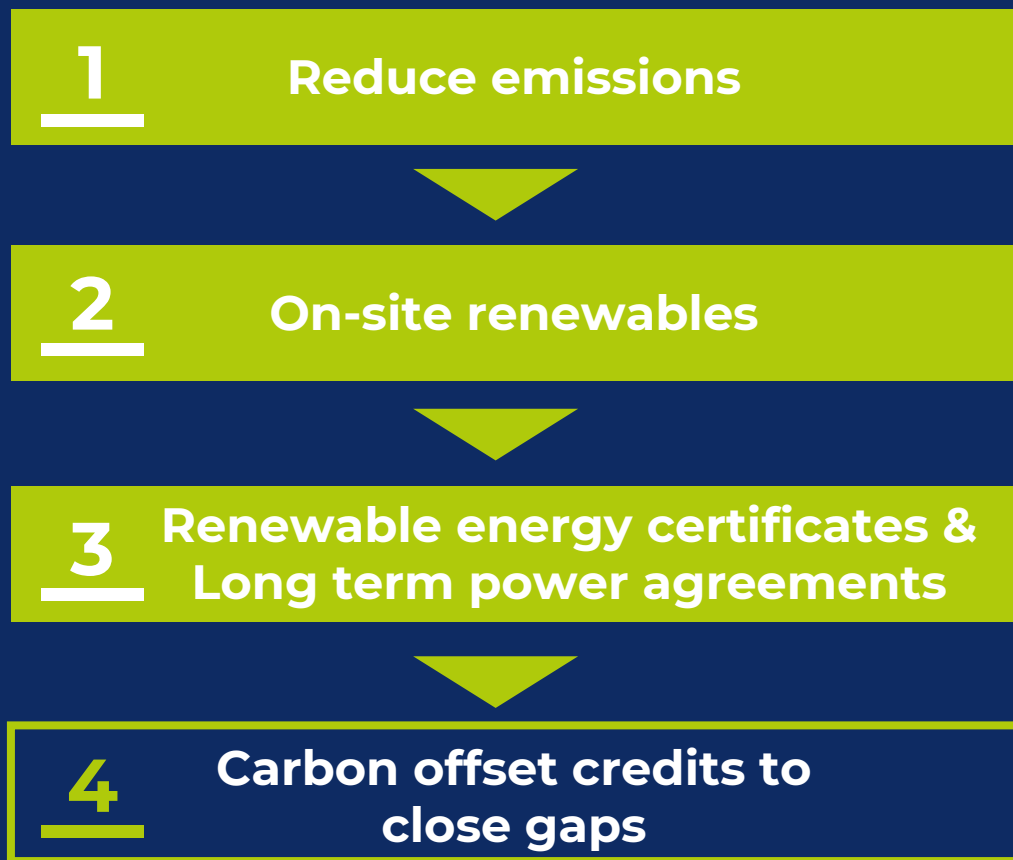 1
Reduce emissions
2
On-site renewables
3
Renewable energy certificates &
Long term power agreements
4
Carbon offset credits to
close gaps